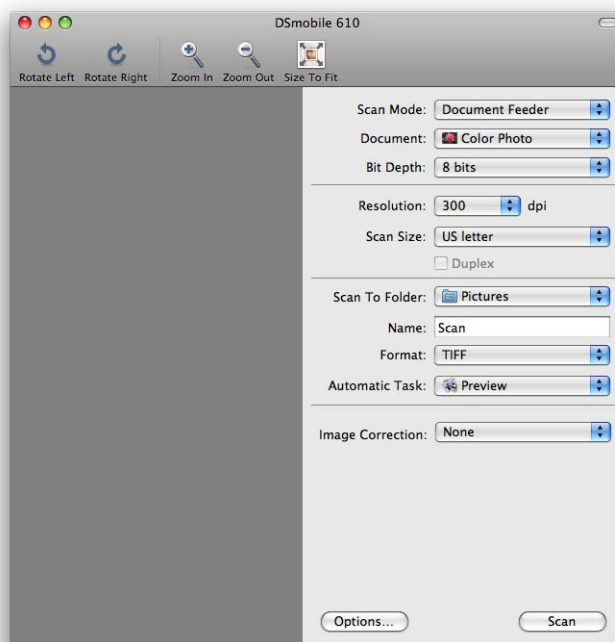 DSmobile 610
Rotate Left Rotate Right Zoom In Zoom Out Size To Fit
Scan Mode: Document Feeder
Document: Color Photo
Bit Depth: 8 bits
Resolution: 300 dpi
Scan Size: US letter
Duplex
Scan To Folder: Pictures
Name: Scan
Format: TIFF
Automatic Task: Preview
Image Correction: None
Options... Scan